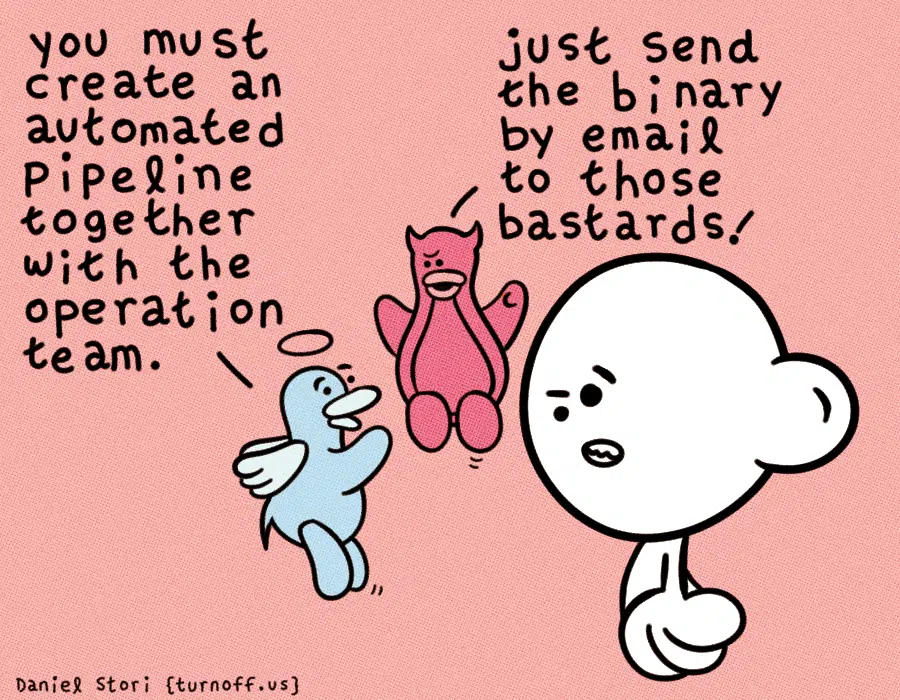 you must
create an
automated
pipeline
together
with the
operation
team.
just send
the binary
by email
to those
bastards!
Daniel Stori {turnoff.us}